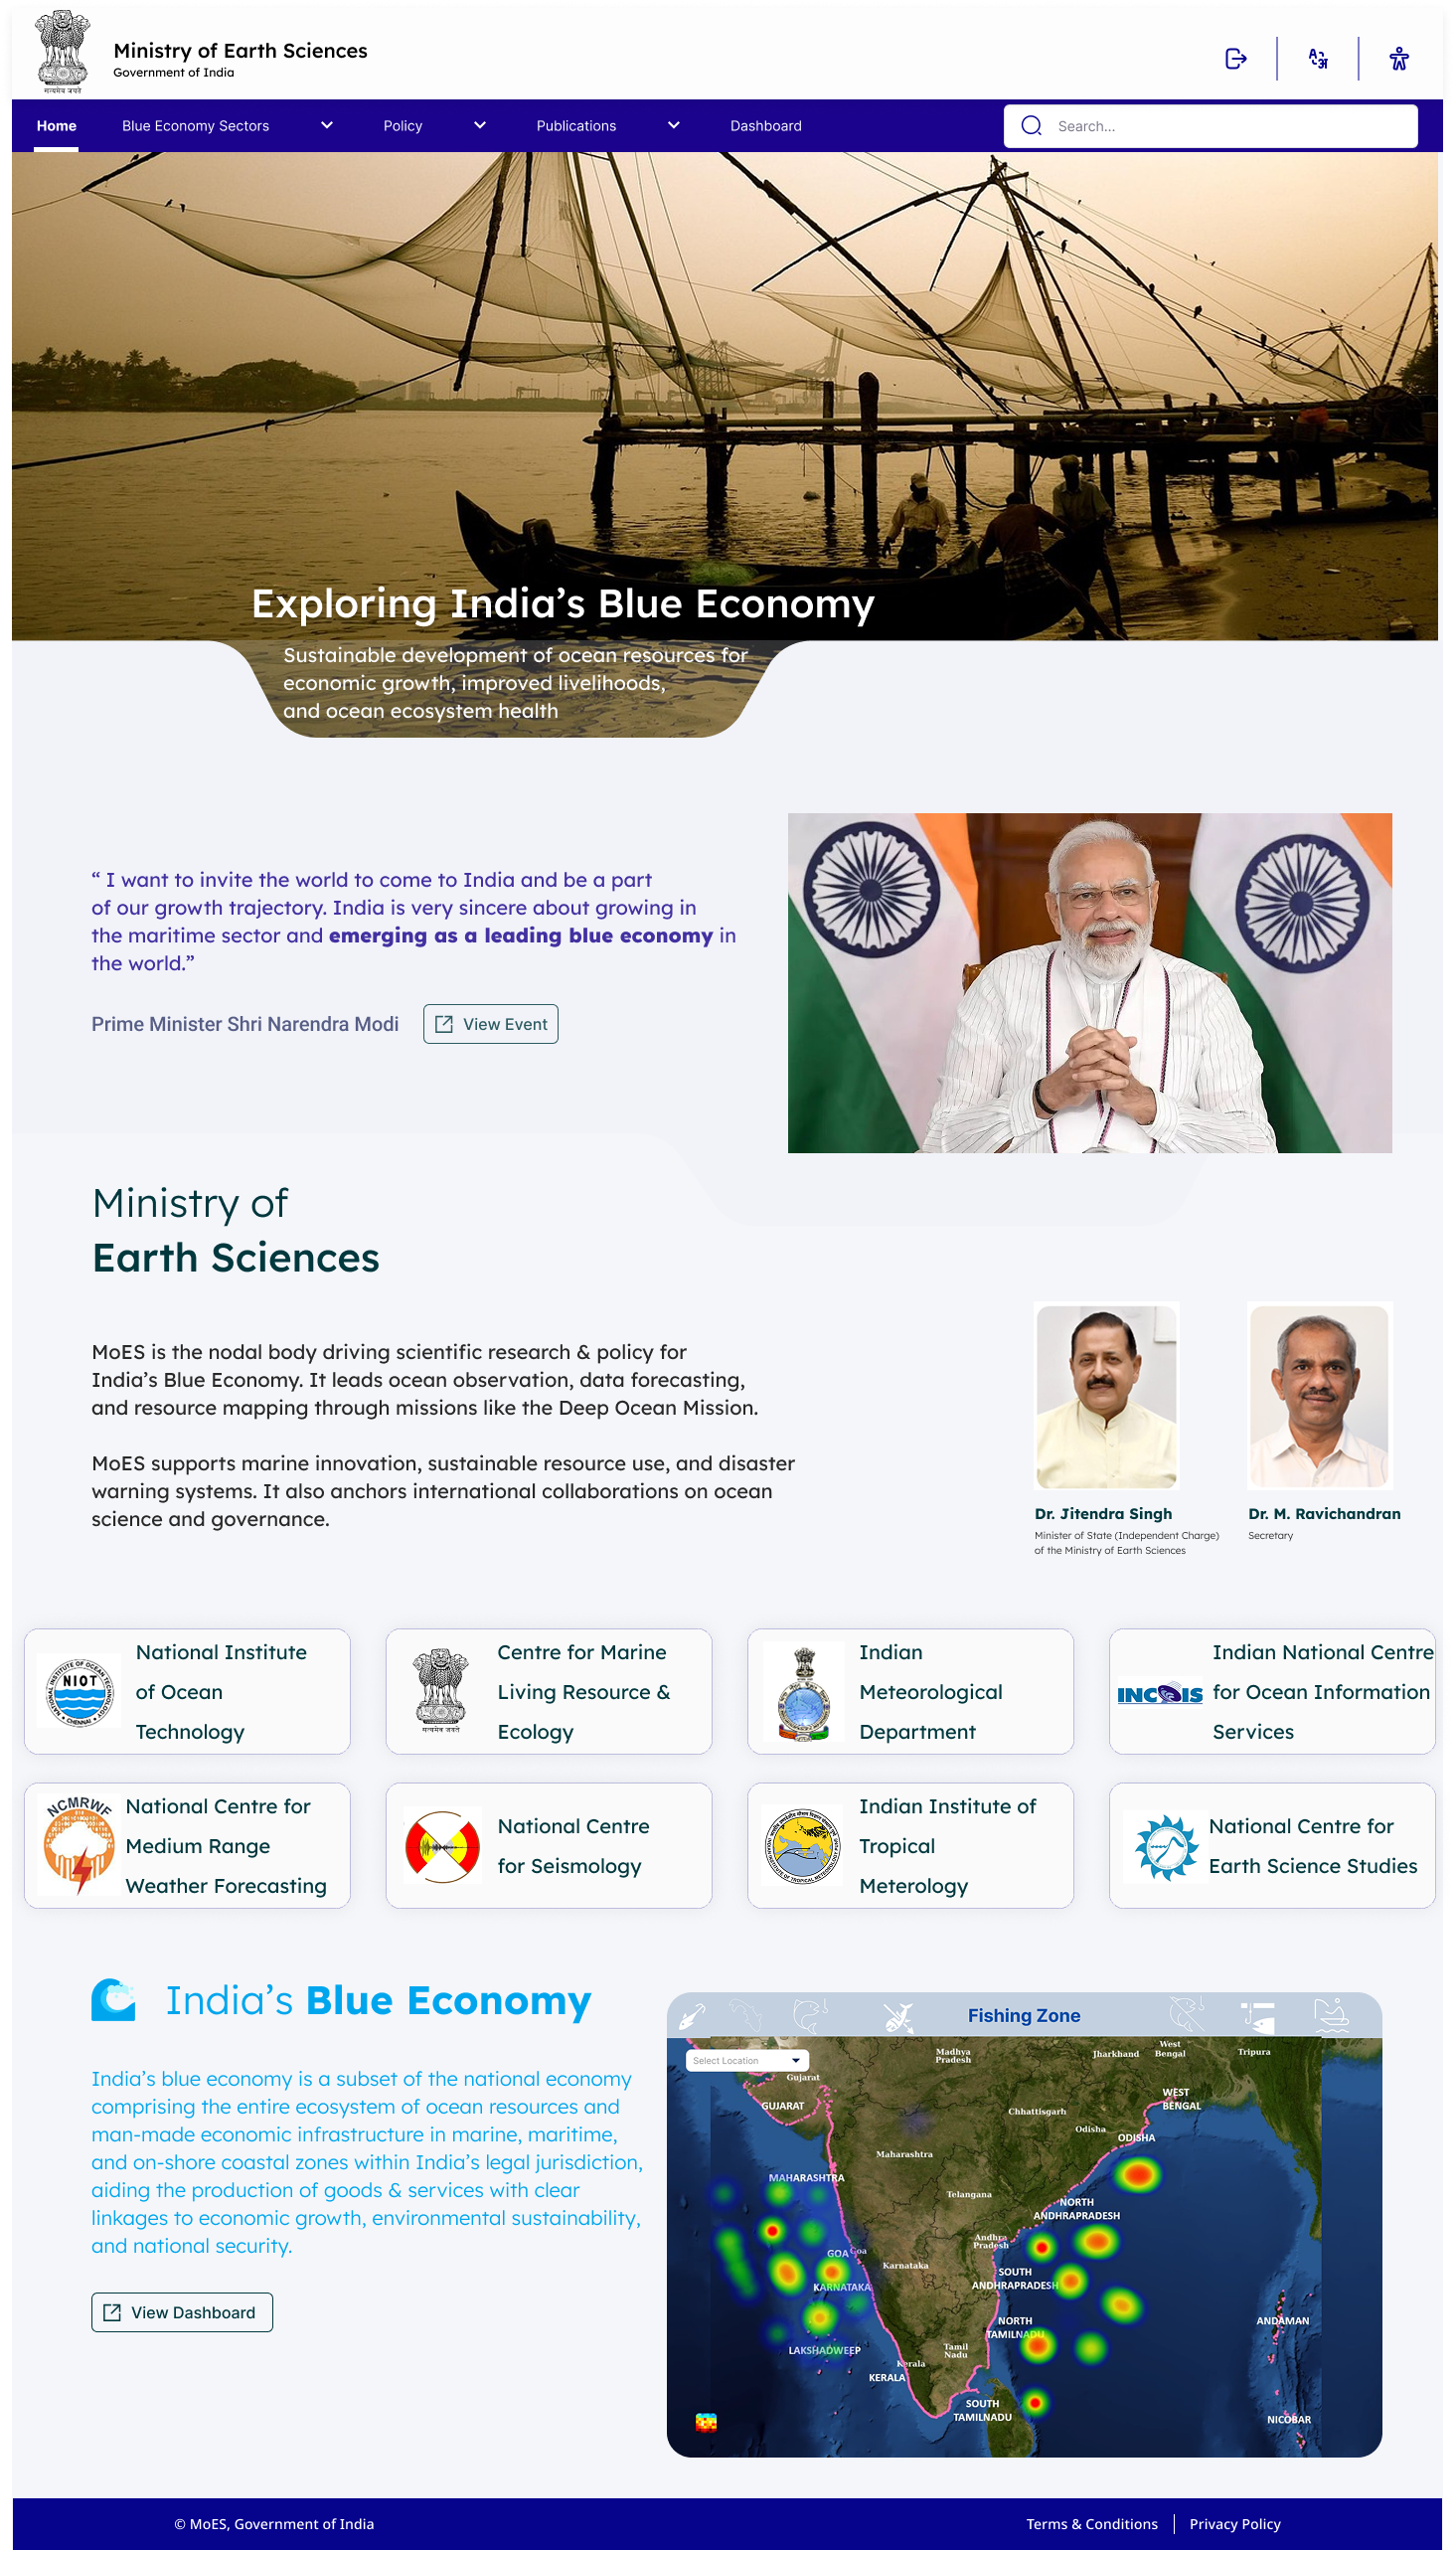 सत्यमेव जयते
Ministry of Earth Sciences
Government of India
Home
Blue Economy Sectors
Policy
Publications
Dashboard
Search...
Exploring India’s Blue Economy
Sustainable development of ocean resources for
economic growth, improved livelihoods,
and ocean ecosystem health
“ I want to invite the world to come to India and be a part
of our growth trajectory. India is very sincere about growing in
the maritime sector and emerging as a leading blue economy in
the world.”
Prime Minister Shri Narendra Modi
View Event
Ministry of
Earth Sciences
MoES is the nodal body driving scientific research & policy for
India’s Blue Economy. It leads ocean observation, data forecasting,
and resource mapping through missions like the Deep Ocean Mission.
MoES supports marine innovation, sustainable resource use, and disaster
warning systems. It also anchors international collaborations on ocean
science and governance.
Dr. Jitendra Singh
Minister of State (Independent Charge)
of the Ministry of Earth Sciences
Dr. M. Ravichandran
Secretary
NATIONAL INSTITUTE OF OCEAN TECHNOLOGY
NIOT
CHENNAI
National Institute
of Ocean
Technology
सत्यमेव जयते
Centre for Marine
Living Resource &
Ecology
Indian
Meteorological
Department
INCOIS
Indian National Centre
for Ocean Information
Services
NCMRWF
National Centre for
Medium Range
Weather Forecasting
National Centre
for Seismology
Indian Institute of
Tropical
Meterology
National Centre for
Earth Science Studies
India’s Blue Economy
India’s blue economy is a subset of the national economy
comprising the entire ecosystem of ocean resources and
man-made economic infrastructure in marine, maritime,
and on-shore coastal zones within India’s legal jurisdiction,
aiding the production of goods & services with clear
linkages to economic growth, environmental sustainability,
and national security.
View Dashboard
Fishing Zone
Select Location
Madhya
Pradesh
Jharkhand
West
Bengal
Tripura
Gujarat
GUJARAT
WEST
BENGAL
Chhattisgarh
Odisha
ODISHA
Maharashtra
MAHARASHTRA
Telangana
NORTH
ANDHRAPRADESH
Andhra
Pradesh
GOA
Goa
Karnataka
KARNATAKA
SOUTH
ANDHRAPRADESH
NORTH
TAMILNADU
ANDAMAN
LAKSHADWEEP
Tamil
Nadu
Kerala
KERALA
SOUTH
TAMILNADU
NICOBAR
© MoES, Government of India
Terms & Conditions
Privacy Policy